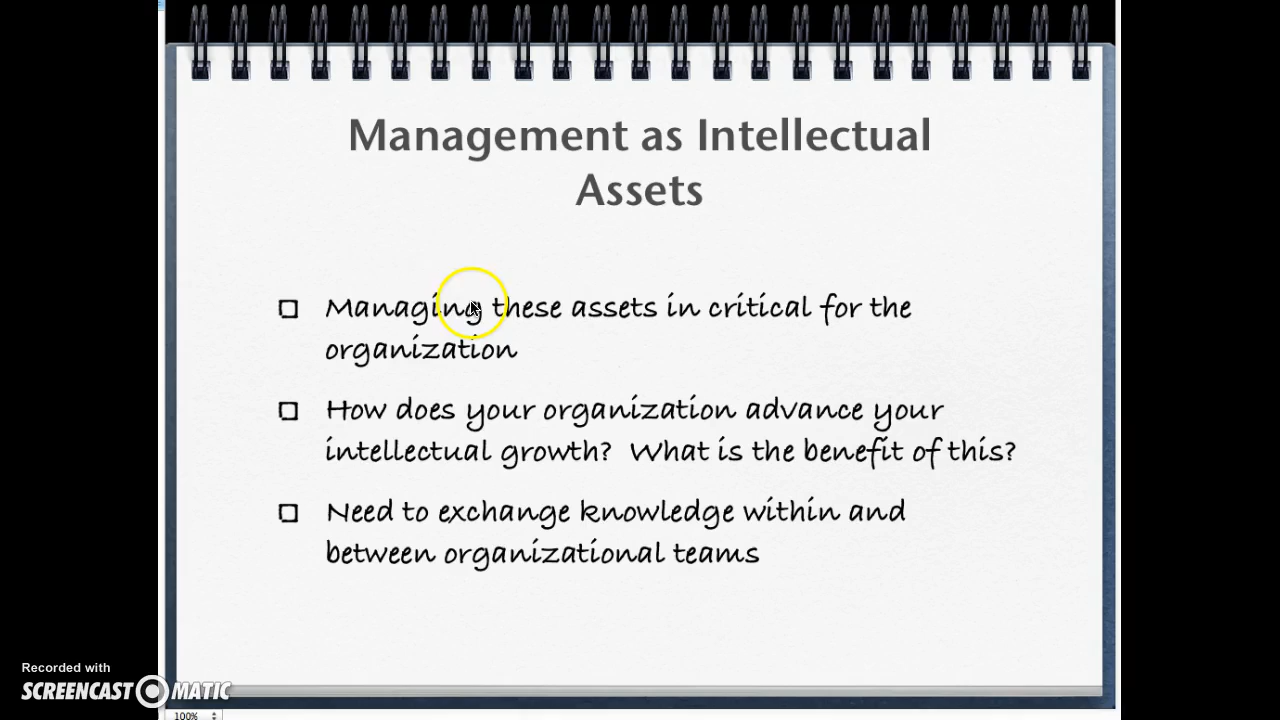 Management as Intellectual
Assets
Managing these assets in critical for the
organization
How does your organization advance your
intellectual growth? What is the benefit of this?
Need to exchange knowledge within and
between organizational teams
Recorded with
SCREENCAST MATIC
100%